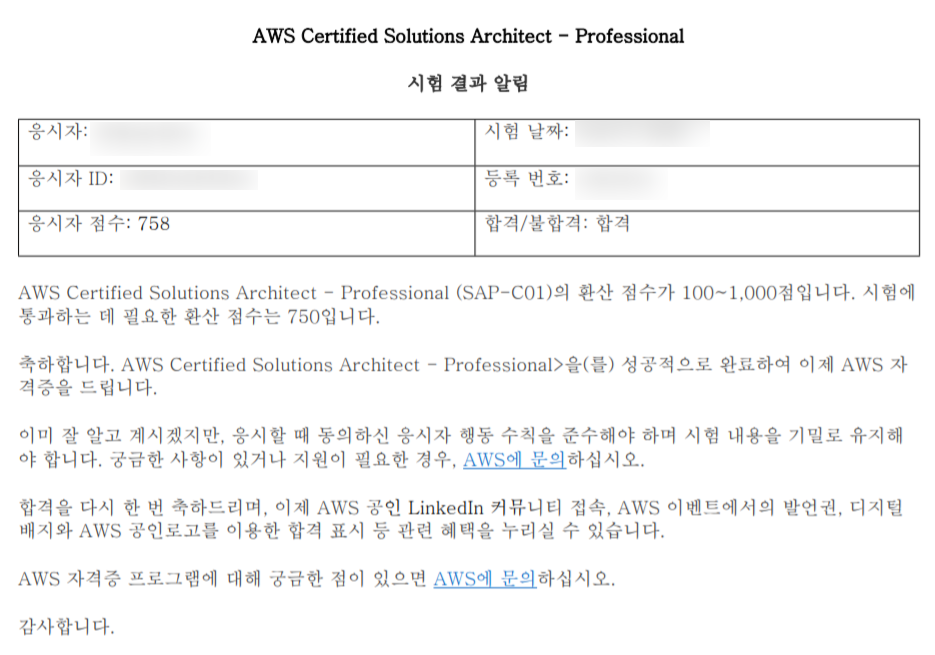 AWS Certified Solutions Architect - Professional
시험 결과 알림
응시자:
시험 날짜:
응시자 ID:
등록 번호:
응시자 점수: 758
합격/불합격: 합격
AWS Certified Solutions Architect - Professional (SAP-C01)의 환산 점수가 100~1,000점입니다. 시험에
통과하는 데 필요한 환산 점수는 750입니다.
축하합니다. AWS Certified Solutions Architect - Professional>을(를) 성공적으로 완료하여 이제 AWS 자
격증을 드립니다.
이미 잘 알고 계시겠지만, 응시할 때 동의하신 응시자 행동 수칙을 준수해야 하며 시험 내용을 기밀로 유지해
야 합니다. 궁금한 사항이 있거나 지원이 필요한 경우, AWS에 문의하십시오.
합격을 다시 한 번 축하드리며, 이제 AWS 공인 LinkedIn 커뮤니티 접속, AWS 이벤트에서의 발언권, 디지털
배지와 AWS 공인로고를 이용한 합격 표시 등 관련 혜택을 누리실 수 있습니다.
AWS 자격증 프로그램에 대해 궁금한 점이 있으면 AWS에 문의하십시오.
감사합니다.